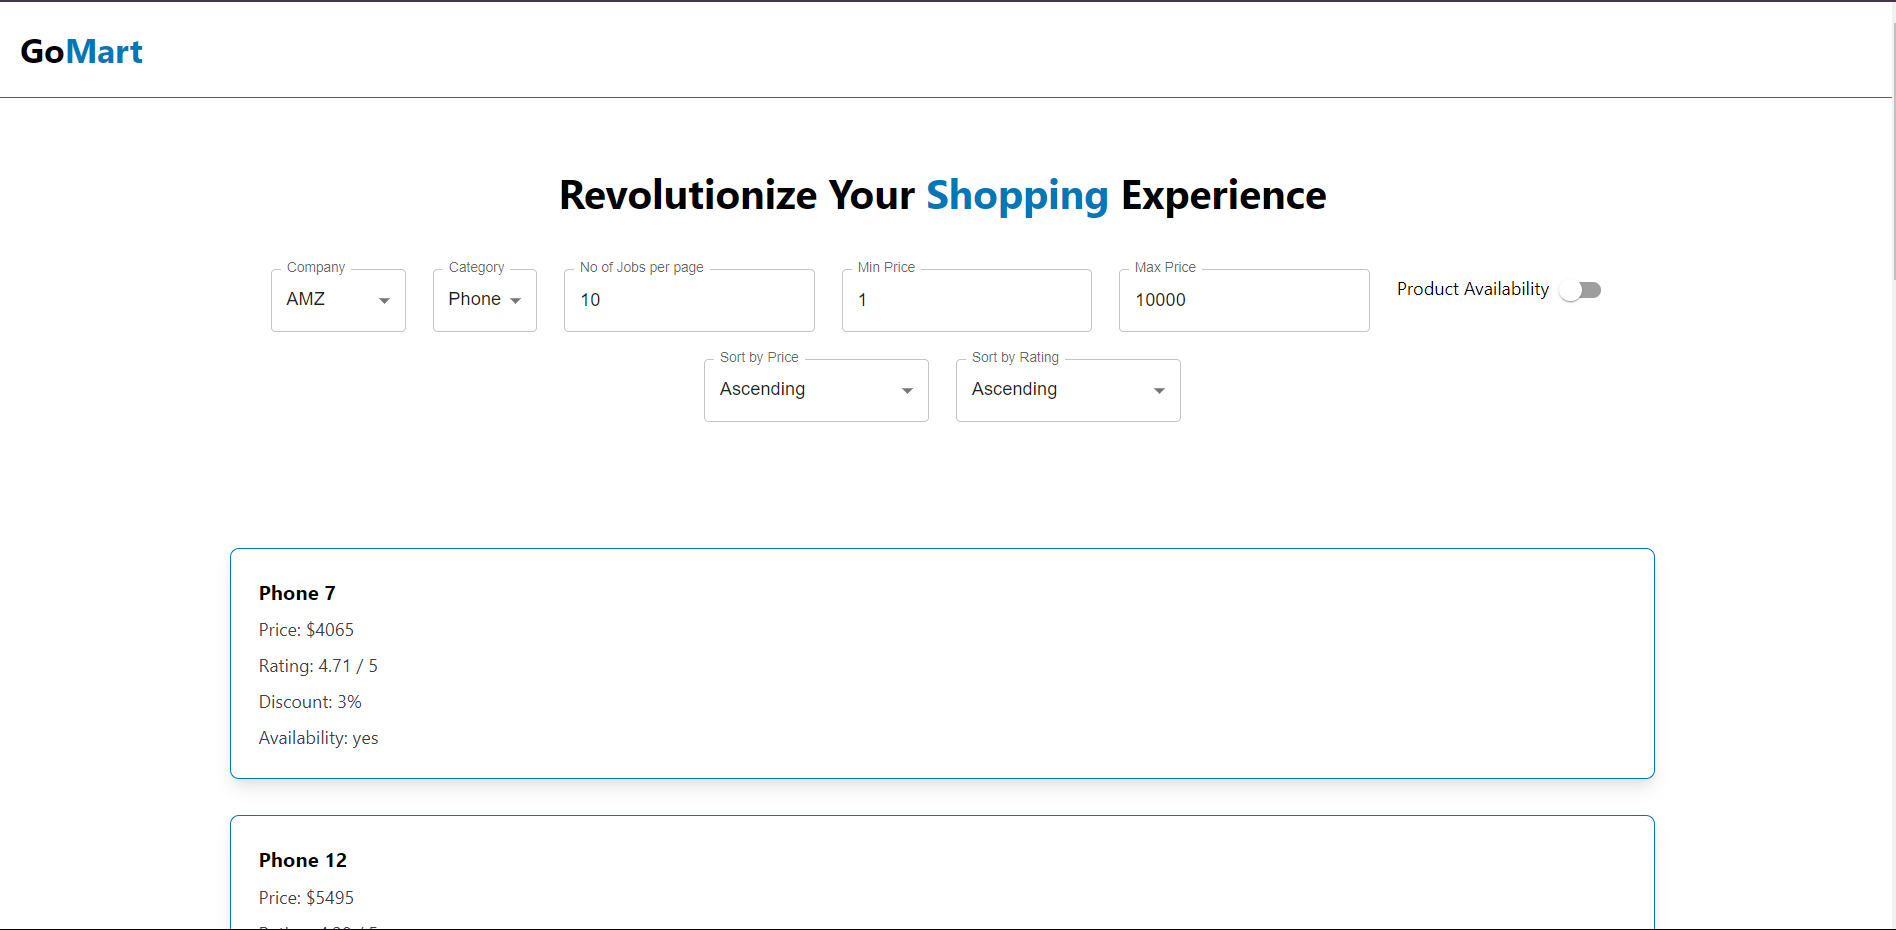 GoMart
Revolutionize Your Shopping Experience
Company
AMZ
Category
Phone
No of Jobs per page
10
Min Price
1
Max Price
10000
Product Availability
Sort by Price
Ascending
Sort by Rating
Ascending
Phone 7
Price: $4065
Rating: 4.71 / 5
Discount: 3%
Availability: yes
Phone 12
Price: $5495